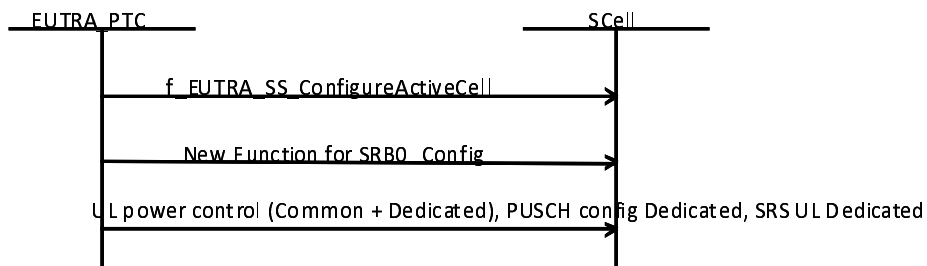 EUTRA_PTC
SCell
f_EUTRA_SS_ConfigureActiveCell
New Function for SRB0_Config
UL power control (Common + Dedicated), PUSCH config Dedicated, SRS UL Dedicated